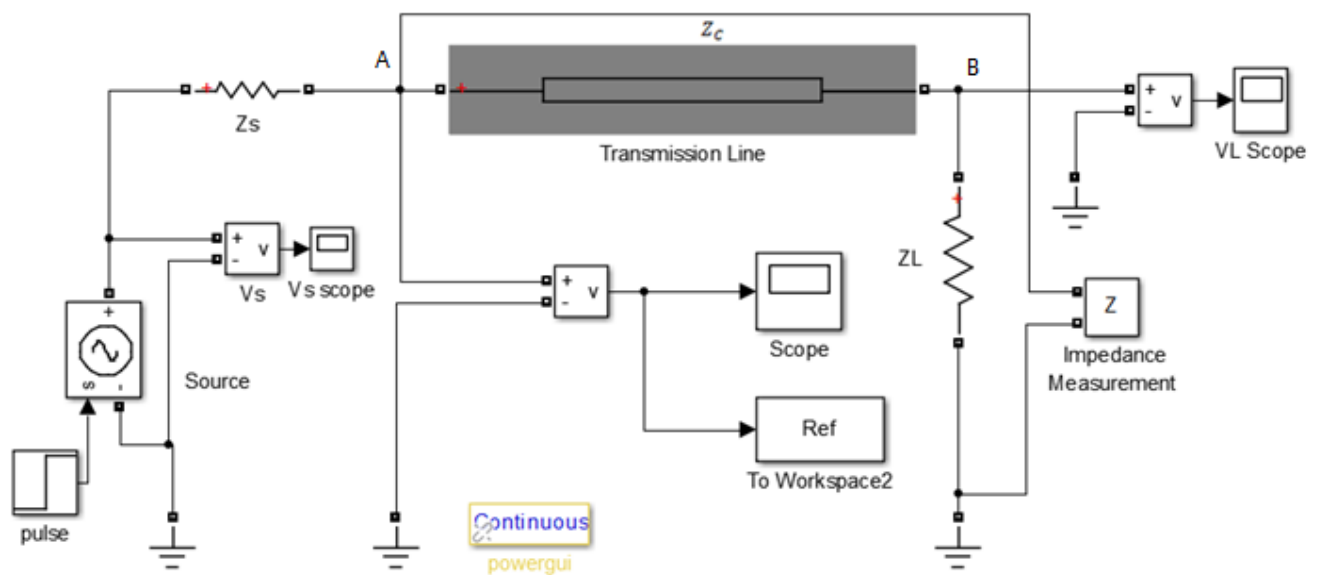 z_c
A
B
Zs
Transmission Line
+
-
v
VL Scope
+
-
v
Vs
Vs scope
ZL
+
-
v
Scope
Z
Impedance
Measurement
+
s
-
Source
Ref
To Workspace2
pulse
Continuous
powergui